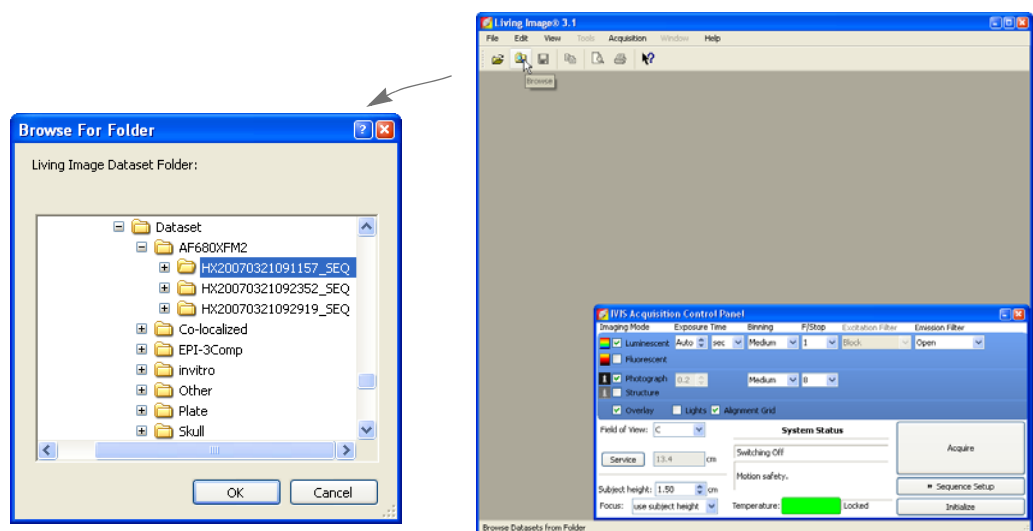 Living Image® 3.1
File Edit View Tools Acquisition Window Help
Browse
Browse For Folder
Living Image Dataset Folder:
Dataset
AF680XFM2
HX20070321091157_SEQ
HX20070321092352_SEQ
HX20070321092919_SEQ
Co-localized
EPI-3Comp
invitro
Other
Plate
Skull
OK Cancel
IVIS Acquisition Control Panel
Imaging Mode Exposure Time Binning F/Stop Excitation Filter Emission Filter
Luminescent Auto sec Medium 1 Block Open
Fluorescent
Photograph 0.2 Medium 8
Structure
Overlay Lights Alignment Grid
Field of View: C System Status
Switching Off Acquire
Service 13.4 cm
Motion safety.
Subject height: 1.50 cm Sequence Setup
Focus: use subject height Temperature: Locked Initialize
Browse Datasets from Folder